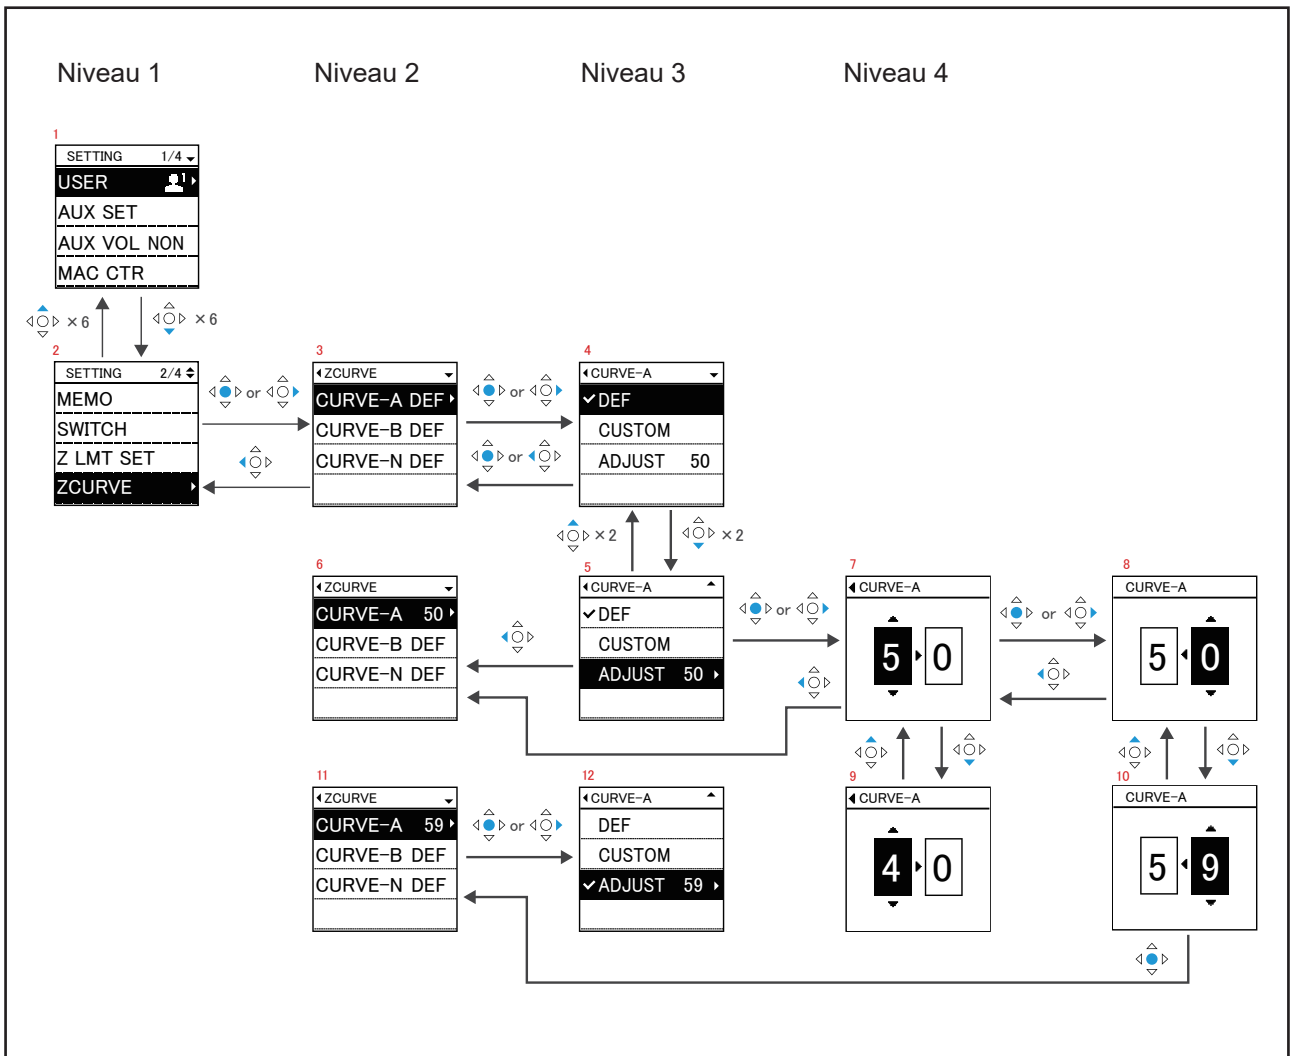 Niveau 1
Niveau 2
Niveau 3
Niveau 4
1
SETTING 1/4
USER 1
AUX SET
AUX VOL NON
MAC CTR
×6
×6
2
SETTING 2/4
MEMO
SWITCH
Z LMT SET
ZCURVE
or
3
ZCURVE
CURVE-A DEF
CURVE-B DEF
CURVE-N DEF
or
or
4
CURVE-A
DEF
CUSTOM
ADJUST 50
×2
×2
6
ZCURVE
CURVE-A 50
CURVE-B DEF
CURVE-N DEF
5
CURVE-A
DEF
CUSTOM
ADJUST 50
or
7
CURVE-A
5 0
or
8
CURVE-A
5 0
11
ZCURVE
CURVE-A 59
CURVE-B DEF
CURVE-N DEF
or
12
CURVE-A
DEF
CUSTOM
ADJUST 59
9
CURVE-A
4 0
10
CURVE-A
5 9